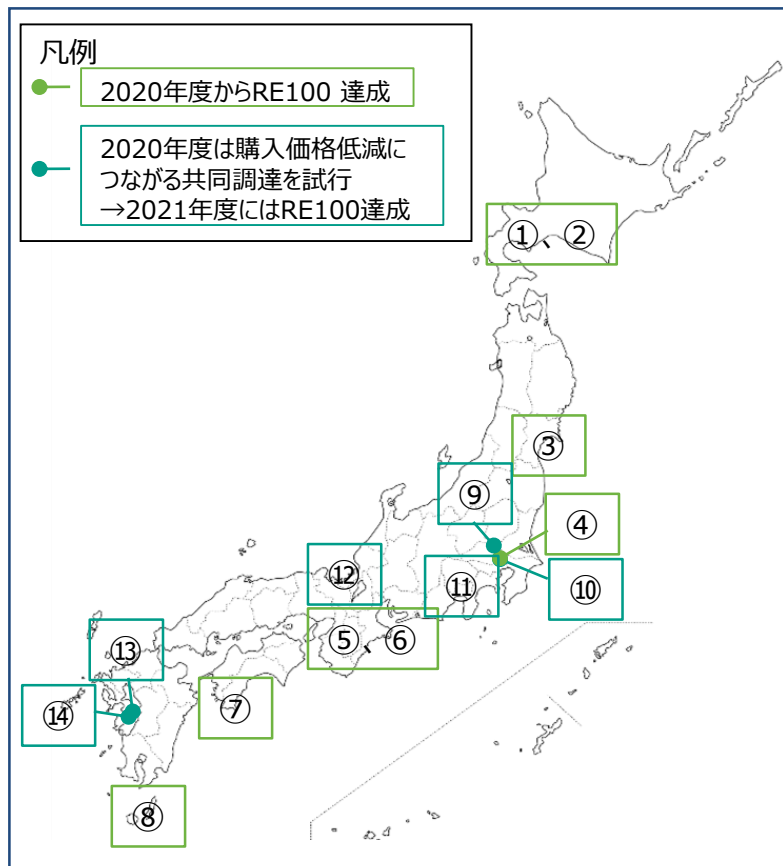 凡例
2020年度からRE100 達成
2020年度は購入価格低減に
つながる共同調達を試行
→2021年度にはRE100達成
①、②
③
⑨
④
⑫
⑪
⑩
⑤、⑥
⑬
⑭
⑦
⑧